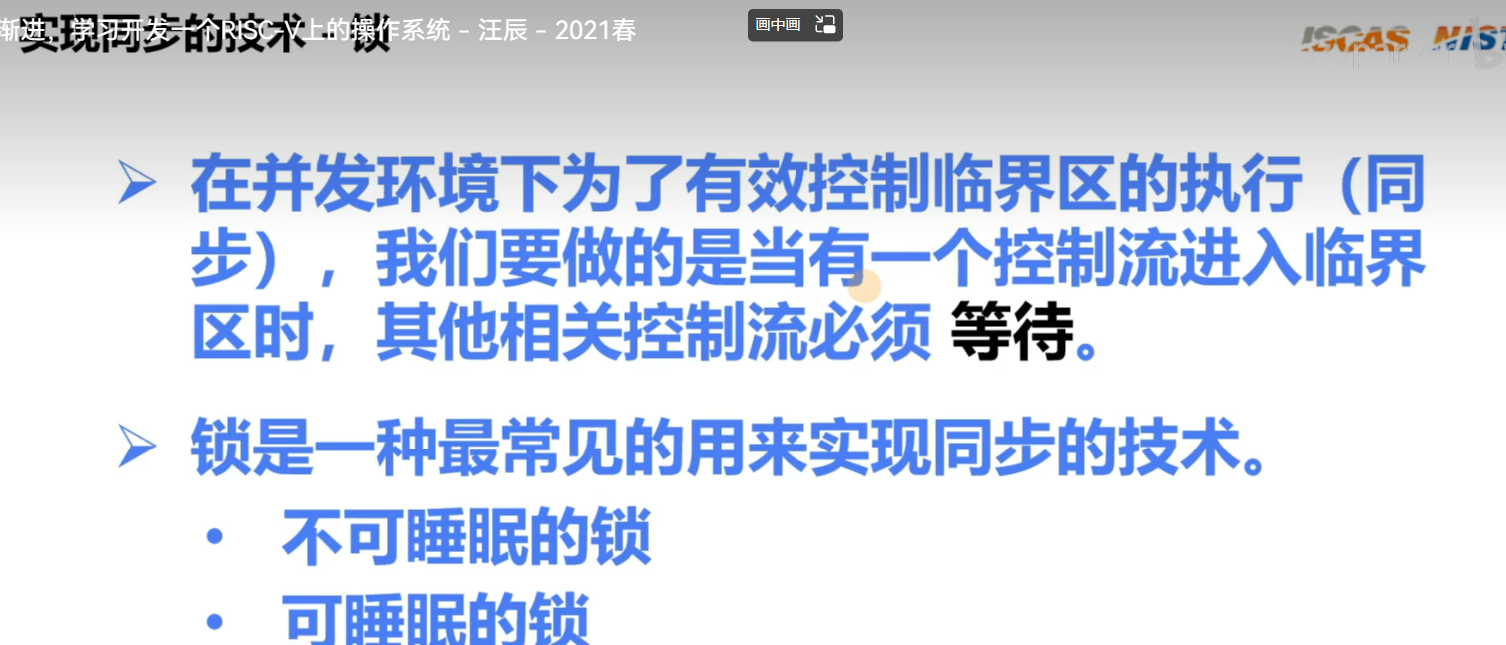 渐进,学习开发一个RISC-V上的操作系统 - 汪辰 - 2021春
实现同步的技术 - 锁
画中画
ISCAS NIST
在并发环境下为了有效控制临界区的执行（同
步），我们要做的是当有一个控制流进入临界
区时，其他相关控制流必须 等待。
锁是一种最常见的用来实现同步的技术。
不可睡眠的锁
可睡眠的锁